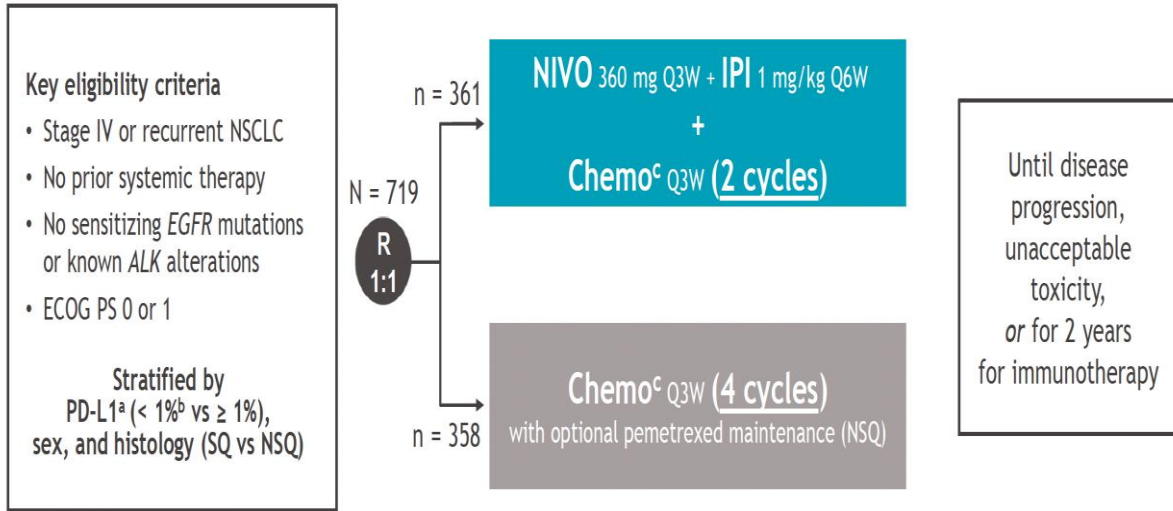 Key eligibility criteria
• Stage IV or recurrent NSCLC
• No prior systemic therapy
• No sensitizing EGFR mutations
or known ALK alterations
• ECOG PS 0 or 1
Stratified by
PD-L1ᵃ (< 1%ᵇ vs ≥ 1%),
sex, and histology (SQ vs NSQ)
N = 719
R
1:1
n = 361
NIVO 360 mg Q3W + IPI 1 mg/kg Q6W
+
Chemoᶜ Q3W (2 cycles)
n = 358
Chemoᶜ Q3W (4 cycles)
with optional pemetrexed maintenance (NSQ)
Until disease
progression,
unacceptable
toxicity,
or for 2 years
for immunotherapy